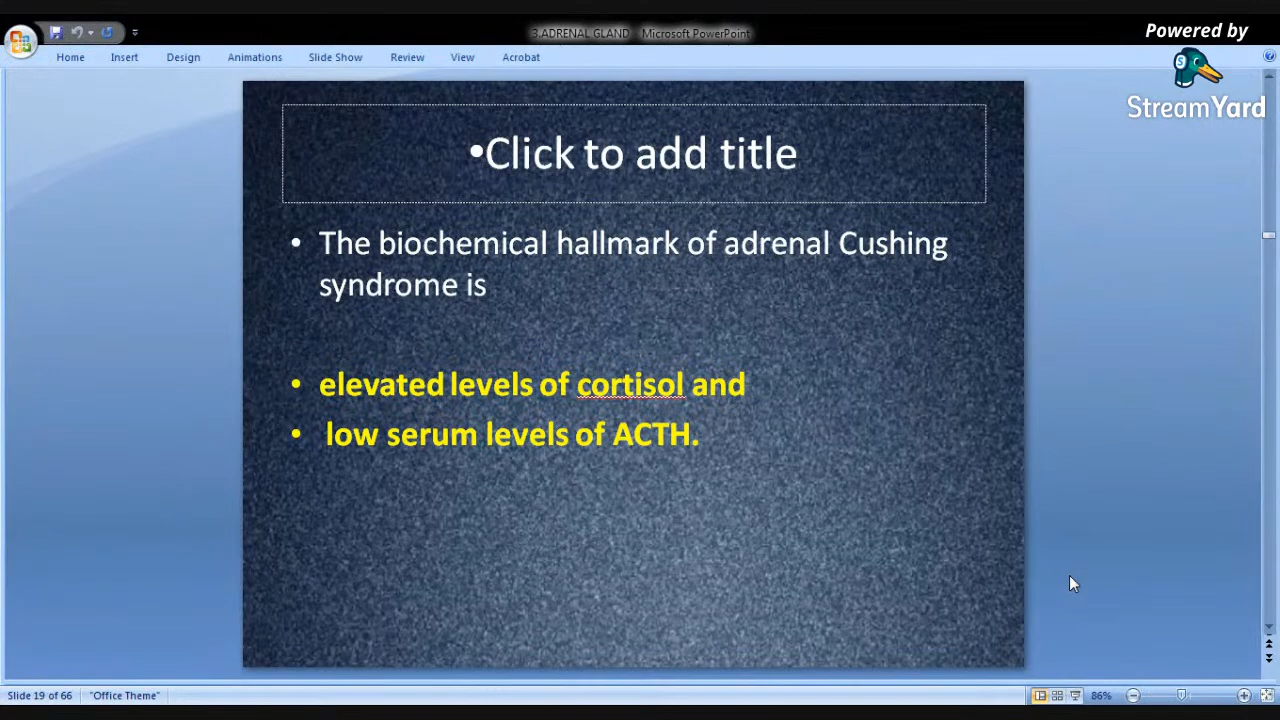 3.ADRENAL GLAND - Microsoft PowerPoint
Powered by
StreamYard
Home Insert Design Animations Slide Show Review View Acrobat
•Click to add title
• The biochemical hallmark of adrenal Cushing
syndrome is
• elevated levels of cortisol and
• low serum levels of ACTH.
Slide 19 of 66 "Office Theme" 86%